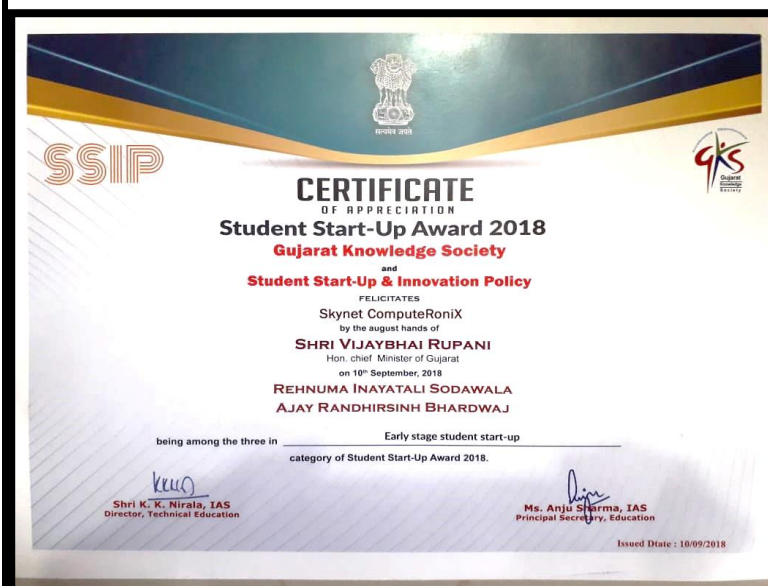 सत्यमेव जयते
SSIP
GKS
Gujarat
Knowledge
Society
CERTIFICATE
OF APPRECIATION
Student Start-Up Award 2018
Gujarat Knowledge Society
and
Student Start-Up & Innovation Policy
FELICITATES
Skynet ComputeRoniX
by the august hands of
SHRI VIJAYBHAI RUPANI
Hon. chief Minister of Gujarat
on 10th September, 2018
REHNUMA INAYATALI SODAWALA
AJAY RANDHIRSINH BHARDWAJ
being among the three in Early stage student start-up
category of Student Start-Up Award 2018.
Shri K. K. Nirala, IAS
Director, Technical Education
Ms. Anju Sharma, IAS
Principal Secretary, Education
Issued Dtate : 10/09/2018